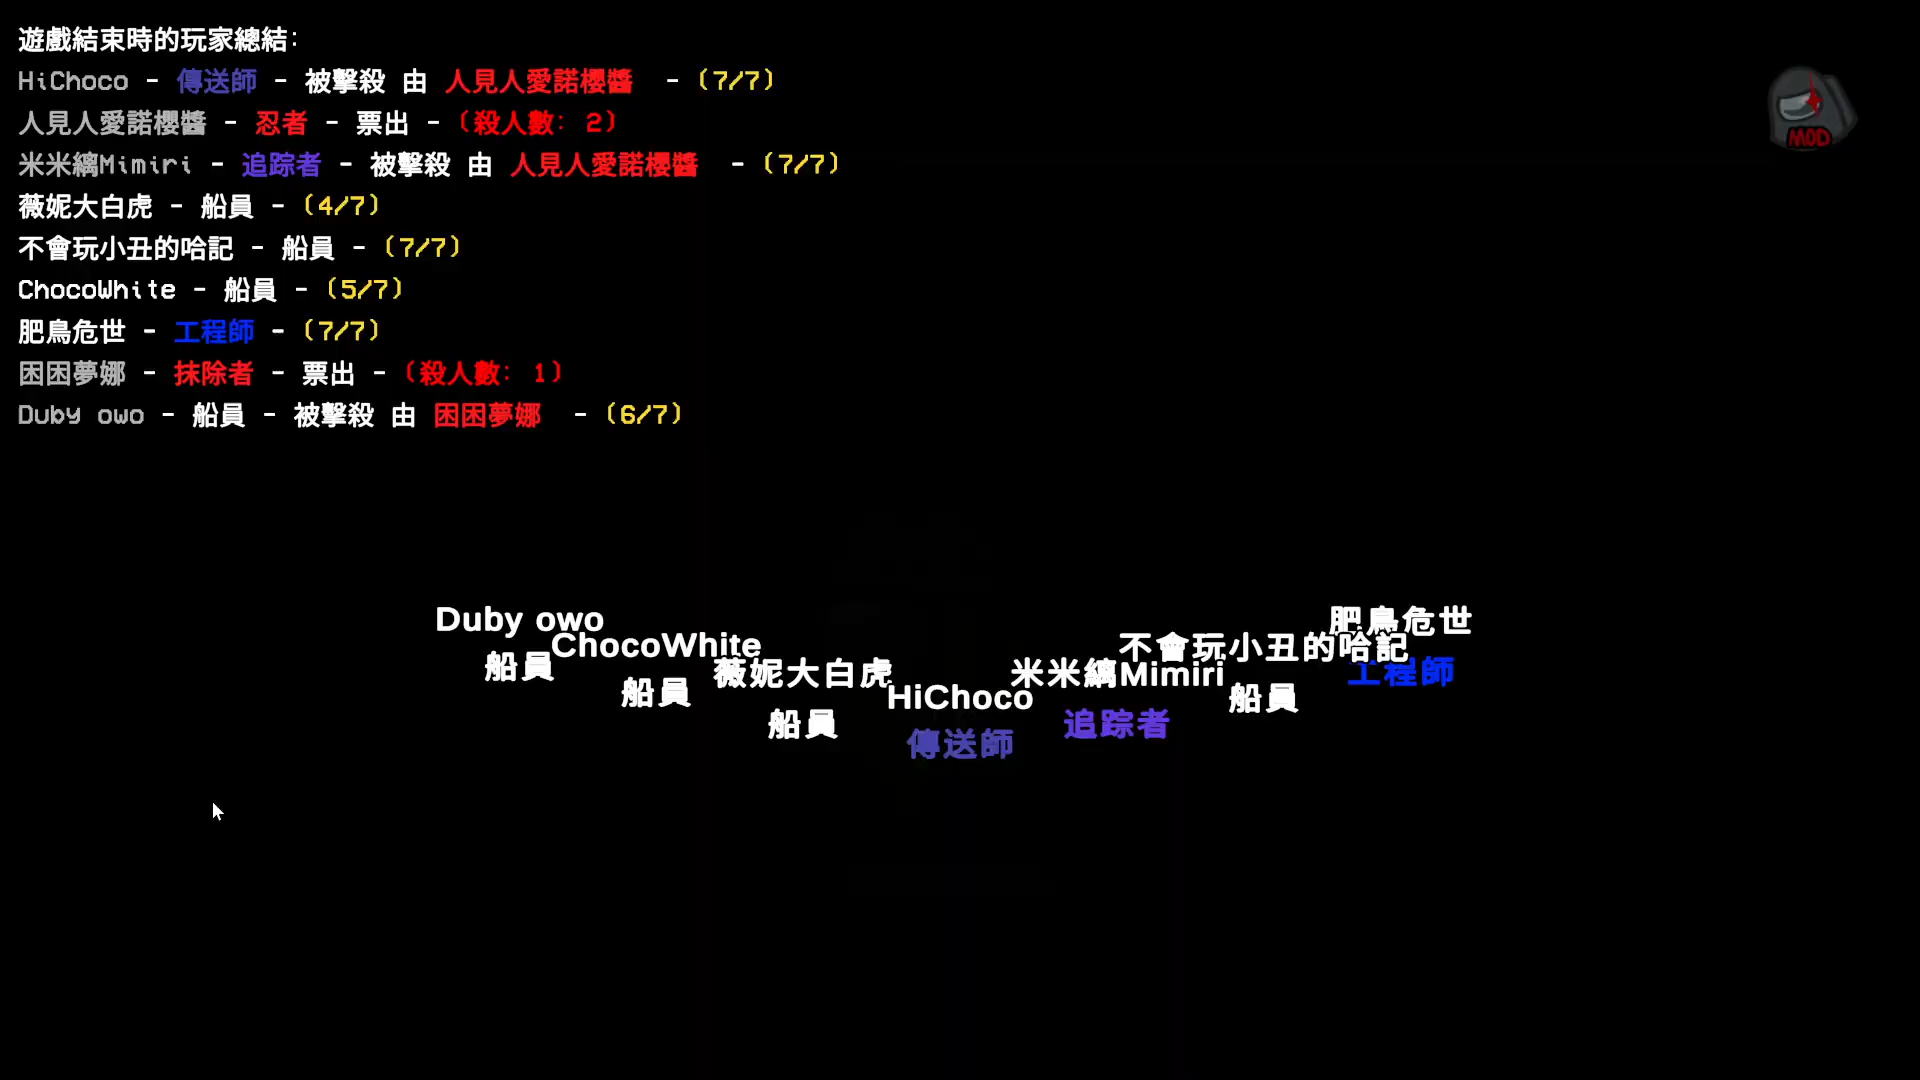 遊戲結束時的玩家總結:
HiChoco - 傳送師 - 被擊殺 由 人見人愛諾櫻醬 - (7/7)
人見人愛諾櫻醬 - 忍者 - 票出 - (殺人數: 2)
米米縭Mimiri - 追踪者 - 被擊殺 由 人見人愛諾櫻醬 - (7/7)
薇妮大白虎 - 船員 - (4/7)
不會玩小丑的哈記 - 船員 - (7/7)
ChocoWhite - 船員 - (5/7)
肥鳥危世 - 工程師 - (7/7)
困困夢娜 - 抹除者 - 票出 - (殺人數: 1)
Duby owo - 船員 - 被擊殺 由 困困夢娜 - (6/7)
MOD
Duby owo
船員
ChocoWhite
船員
薇妮大白虎
船員
HiChoco
傳送師
米米縭Mimiri
追踪者
不會玩小丑的哈記
船員
肥鳥危世
工程師